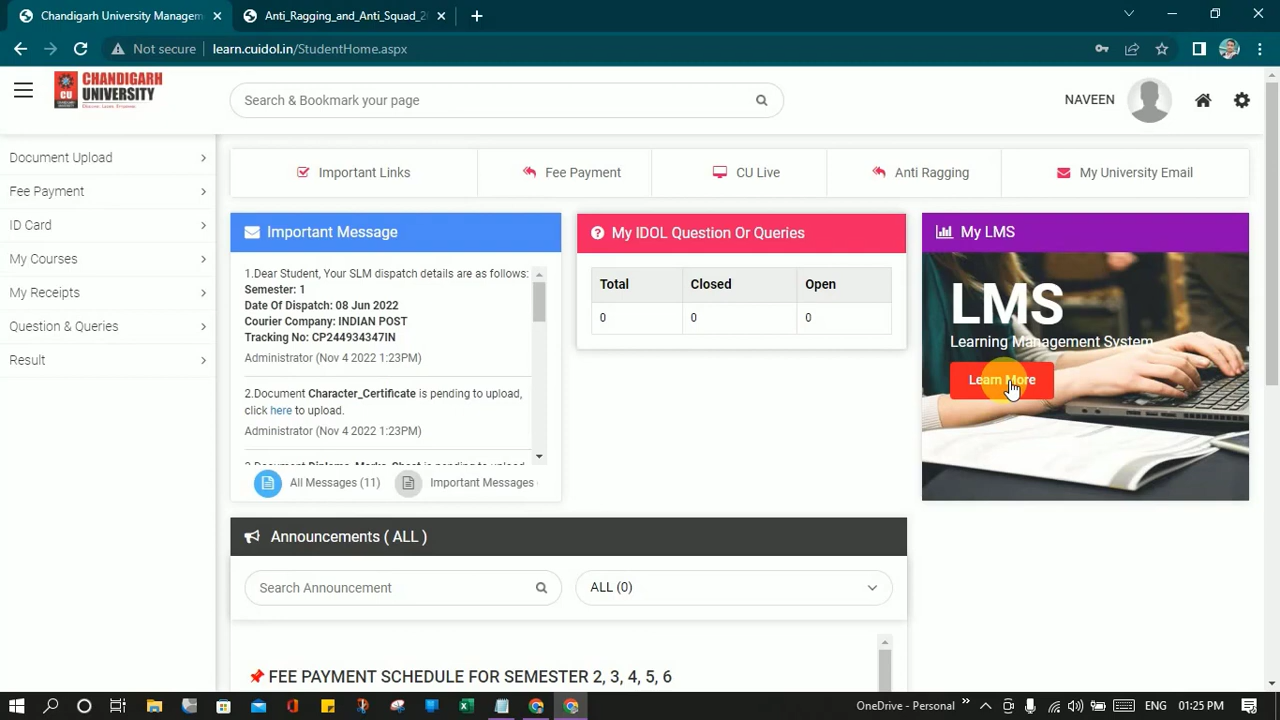 Chandigarh University Managem
Anti_Ragging_and_Anti_Squad_2
Not secure
learn.cuidol.in/StudentHome.aspx
CU
CHANDIGARH
UNIVERSITY
Search & Bookmark your page
NAVEEN
Document Upload
Fee Payment
ID Card
My Courses
My Receipts
Question & Queries
Result
Important Links
Fee Payment
CU Live
Anti Ragging
My University Email
Important Message
1.Dear Student, Your SLM dispatch details are as follows:
Semester: 1
Date Of Dispatch: 08 Jun 2022
Courier Company: INDIAN POST
Tracking No: CP244934347IN
Administrator (Nov 4 2022 1:23PM)
2.Document Character_Certificate is pending to upload,
click here to upload.
Administrator (Nov 4 2022 1:23PM)
All Messages (11)
Important Messages
My IDOL Question Or Queries
Total Closed Open
0 0 0
My LMS
LMS
Learning Management System
Learn More
Announcements ( ALL )
Search Announcement
ALL (0)
FEE PAYMENT SCHEDULE FOR SEMESTER 2, 3, 4, 5, 6
OneDrive - Personal
ENG
01:25 PM